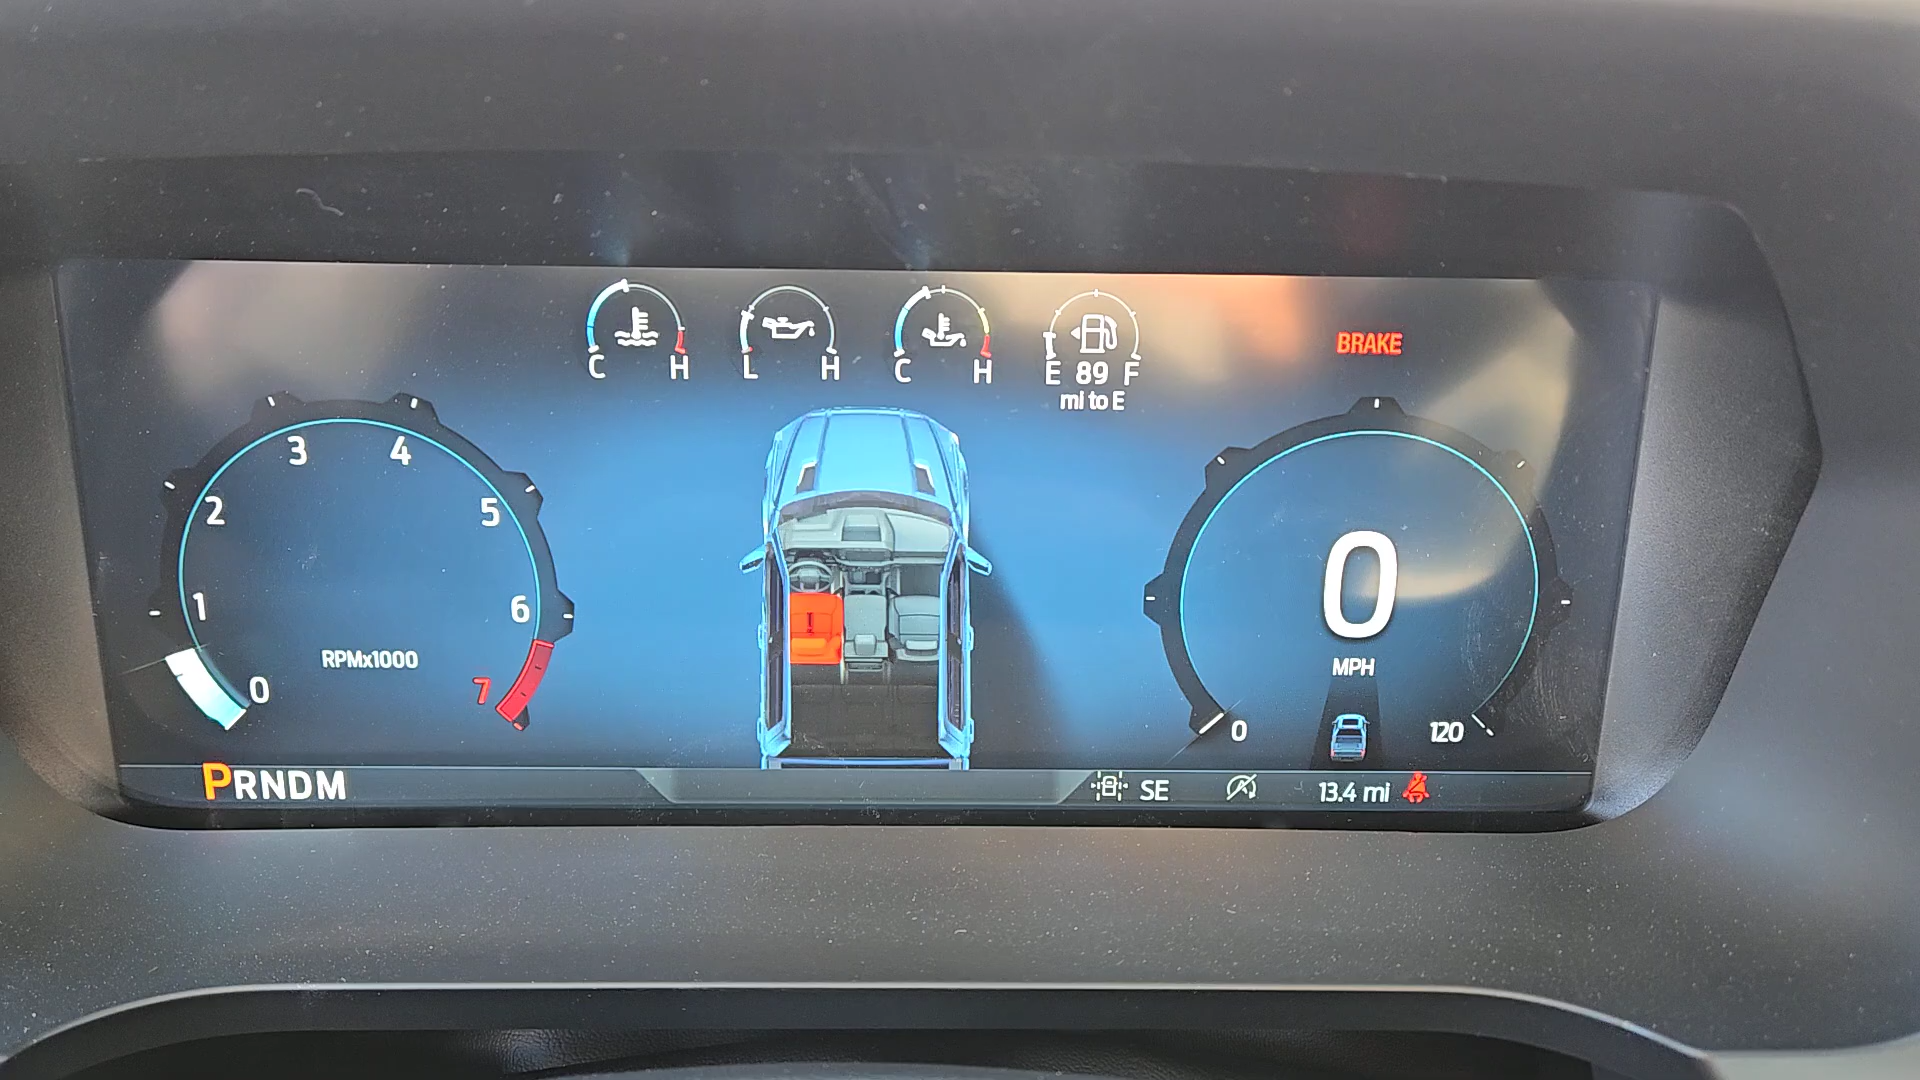 C H
L H
C H
E 89 F
mi to E
BRAKE
3 4
2 5
1 6
RPMx1000
0 7
0
MPH
0 120
PRNDM
SE
13.4 mi